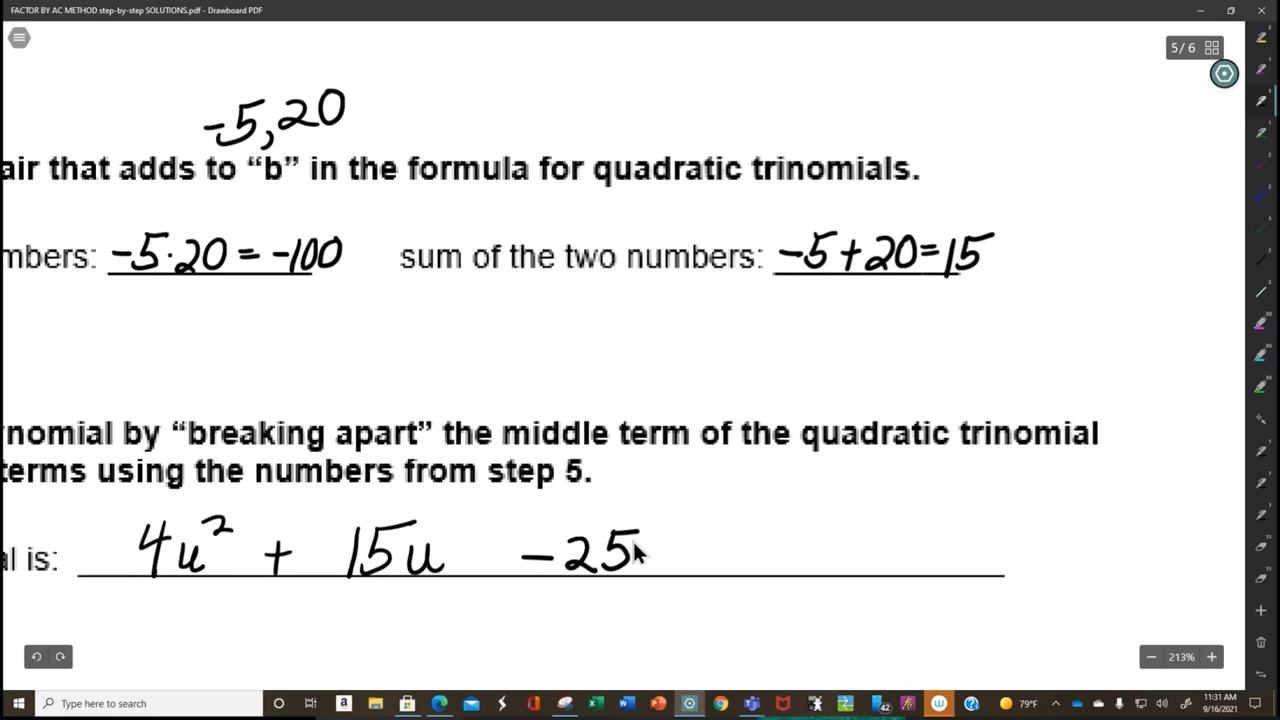 FACTOR BY AC METHOD step-by-step SOLUTIONS.pdf - Drawboard PDF
5/6
-5, 20
air that adds to “b” in the formula for quadratic trinomials.
mbers: -5·20 = -100 sum of the two numbers: -5+20=15
nomial by “breaking apart” the middle term of the quadratic trinomial
terms using the numbers from step 5.
al is: 4u² + 15u -25
213%
Type here to search
42
79°F
11:31 AM
9/16/2021